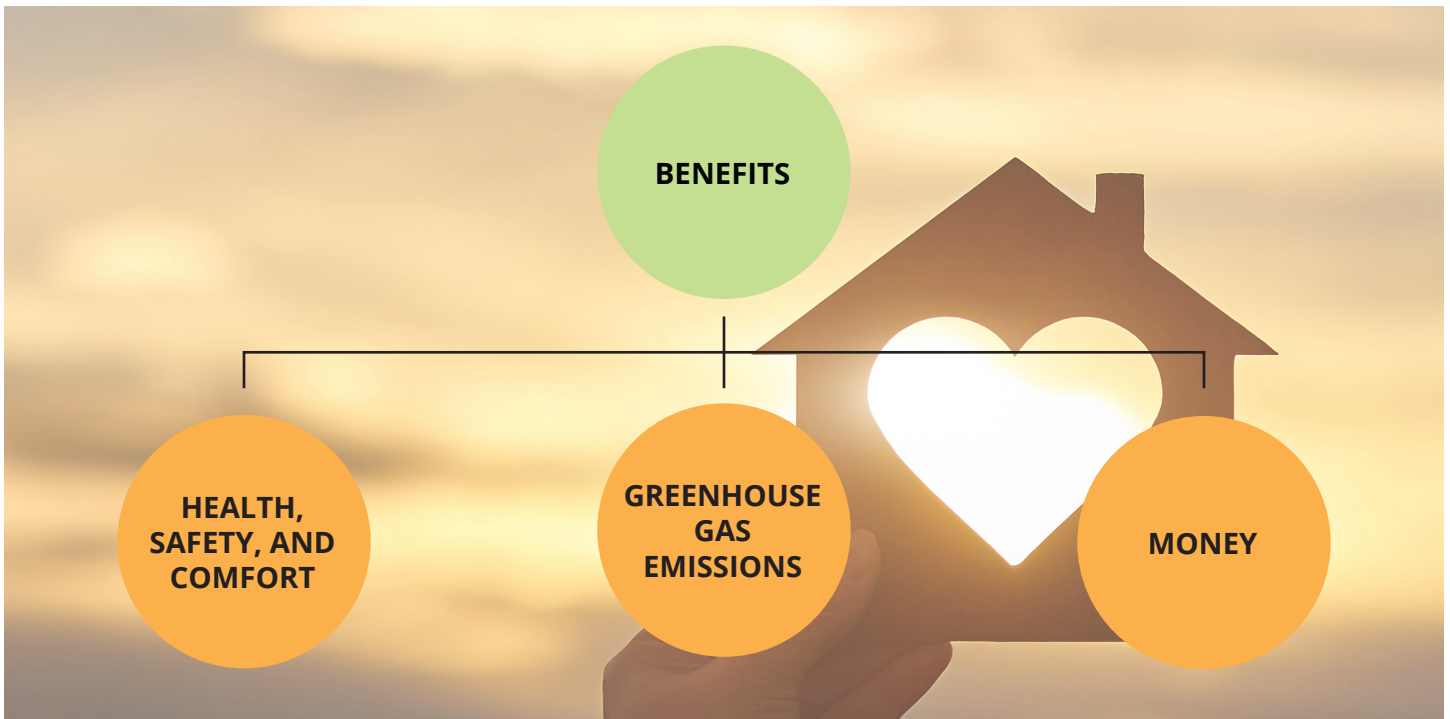 BENEFITS
HEALTH,
SAFETY, AND
COMFORT
GREENHOUSE
GAS
EMISSIONS
MONEY